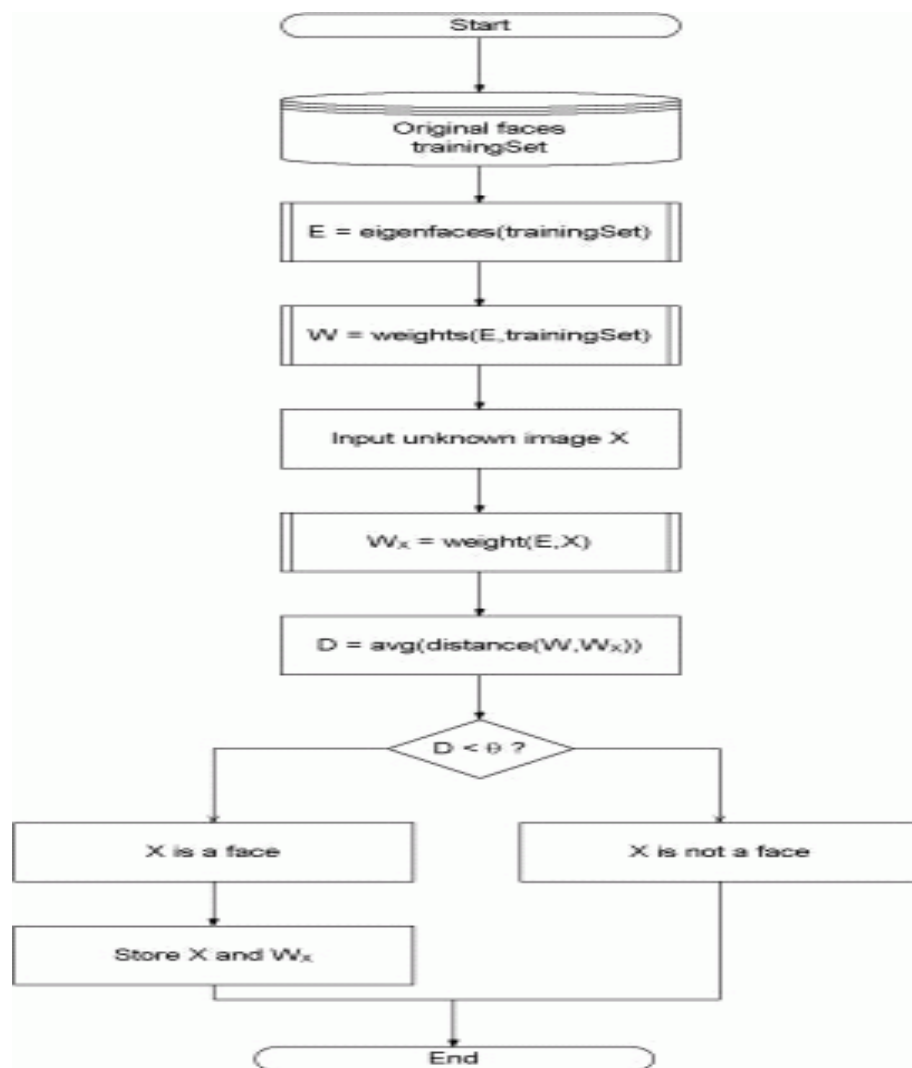 Start
Original faces
trainingSet
E = eigenfaces(trainingSet)
W = weights(E,trainingSet)
Input unknown image X
Wₓ = weight(E,X)
D = avg(distance(W,Wₓ))
D < θ ?
X is a face
X is not a face
Store X and Wₓ
End